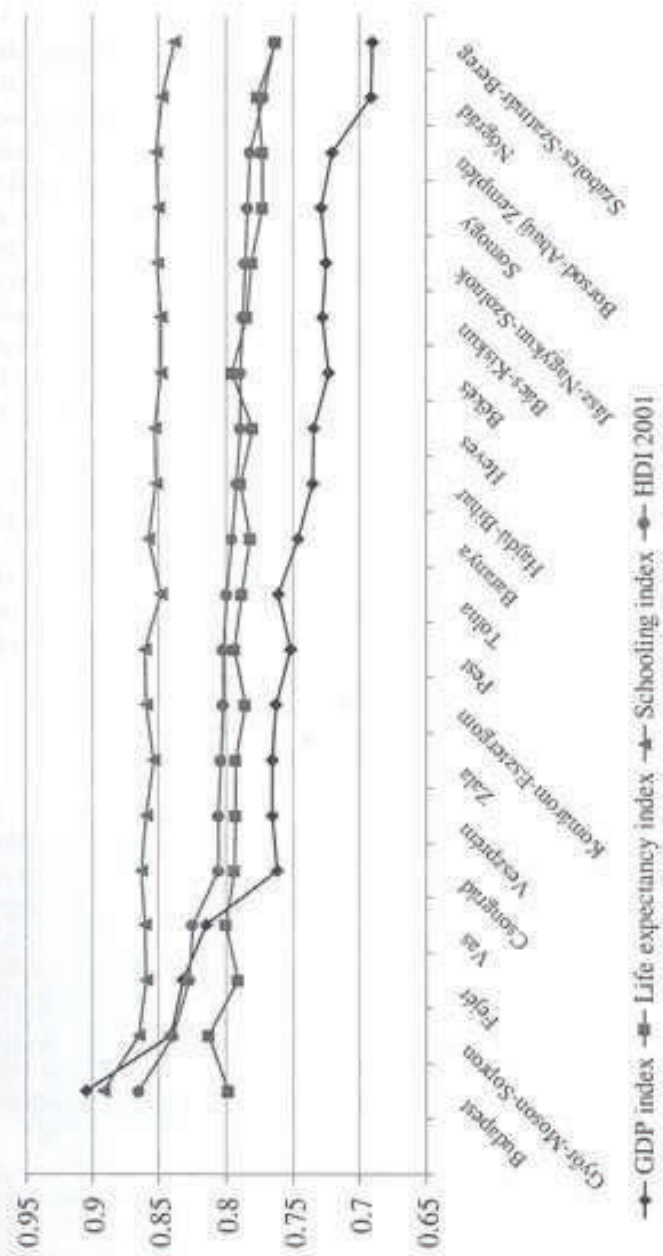 0.95
0.9
0.85
0.8
0.75
0.7
0.65
Budapest
Győr-Moson-Sopron
Fejér
Vas
Csongrád
Veszprém
Zala
Komárom-Esztergom
Pest
Tolna
Baranya
Hajdú-Bihar
Heves
Békés
Bács-Kiskun
Jász-Nagykun-Szolnok
Somogy
Borsod-Abaúj Zemplén
Nógrád
Szabolcs-Szatmár-Bereg
GDP index Life expectancy index Schooling index HDI 2001